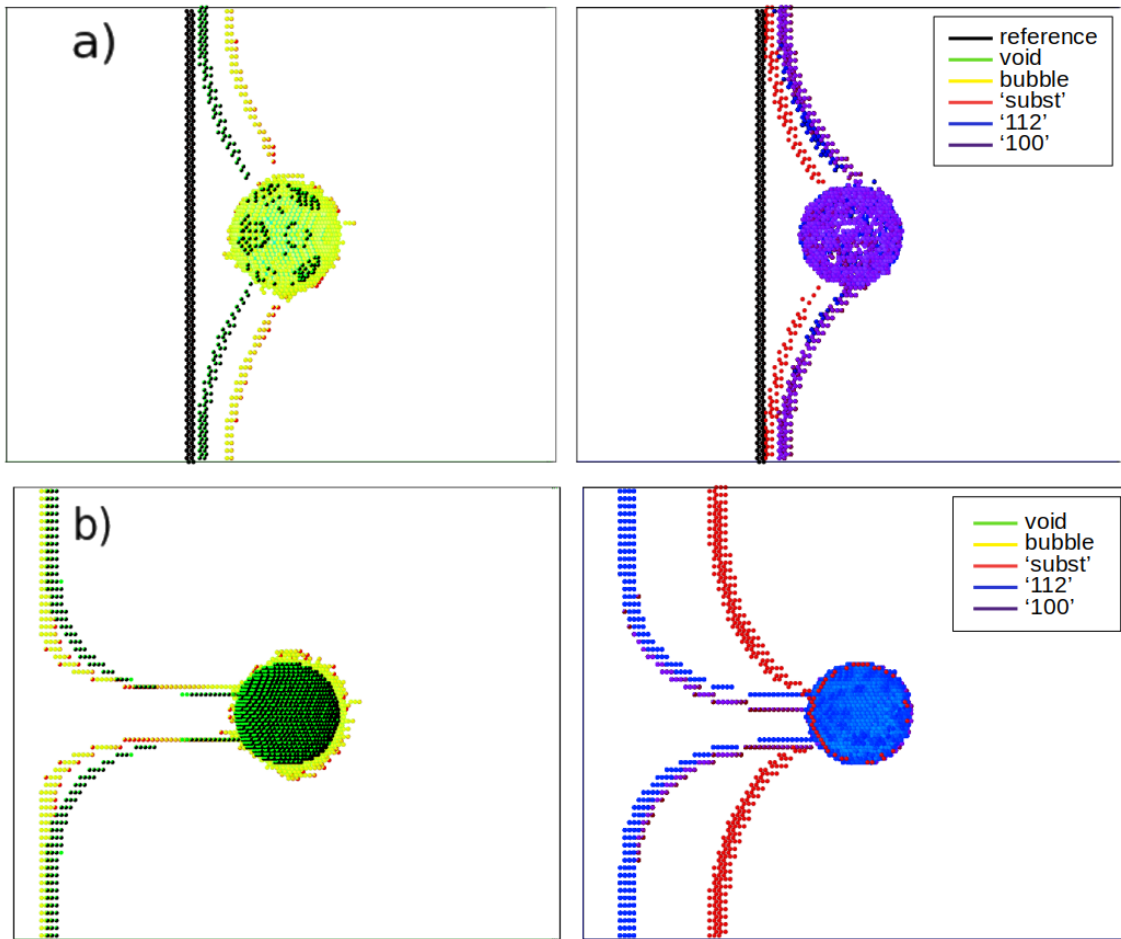 a)
reference
void
bubble
‘subst’
‘112’
‘100’
b)
void
bubble
‘subst’
‘112’
‘100’